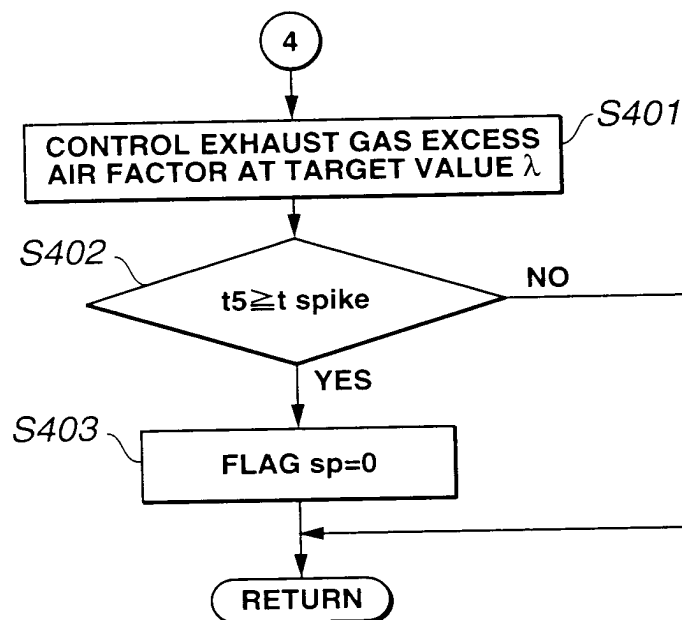 4
S401
CONTROL EXHAUST GAS EXCESS
AIR FACTOR AT TARGET VALUE λ
S402
t5≧t spike
NO
YES
S403
FLAG sp=0
RETURN